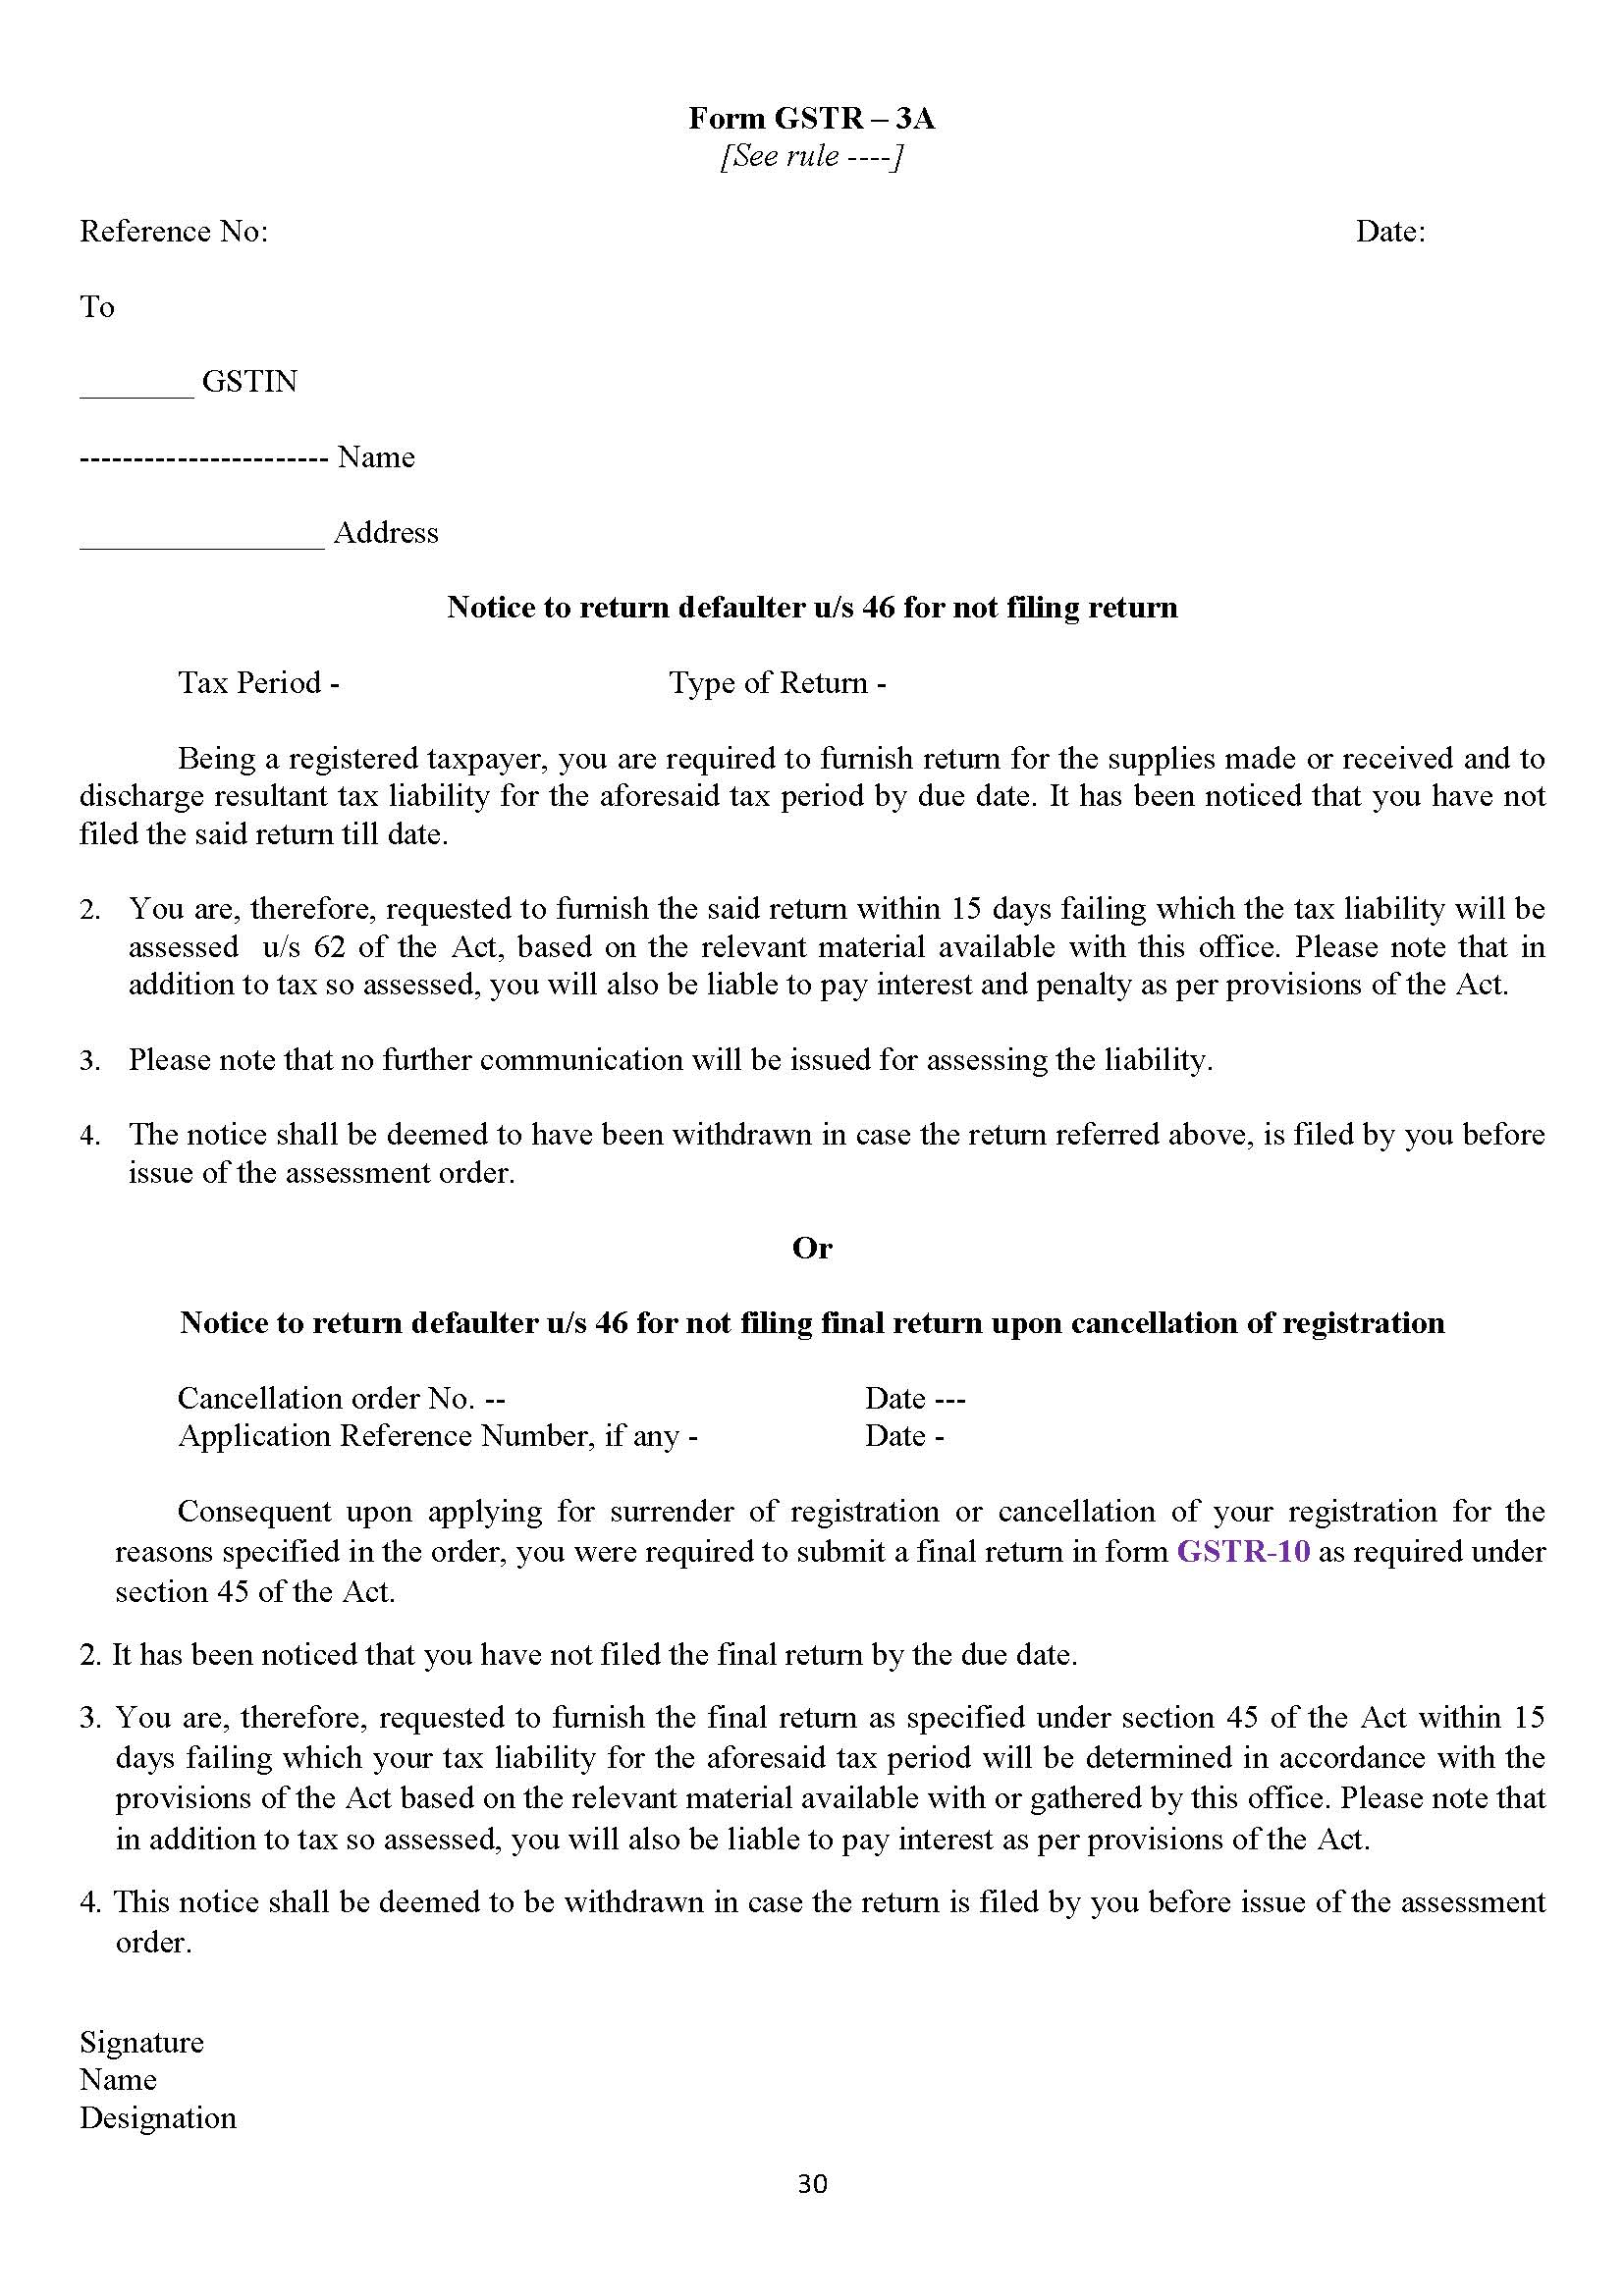 Form GSTR – 3A
[See rule ----]
Reference No: Date:
To
_______ GSTIN
----------------------- Name
_______________ Address
Notice to return defaulter u/s 46 for not filing return
Tax Period - Type of Return -
Being a registered taxpayer, you are required to furnish return for the supplies made or received and to
discharge resultant tax liability for the aforesaid tax period by due date. It has been noticed that you have not
filed the said return till date.
2. You are, therefore, requested to furnish the said return within 15 days failing which the tax liability will be
assessed u/s 62 of the Act, based on the relevant material available with this office. Please note that in
addition to tax so assessed, you will also be liable to pay interest and penalty as per provisions of the Act.
3. Please note that no further communication will be issued for assessing the liability.
4. The notice shall be deemed to have been withdrawn in case the return referred above, is filed by you before
issue of the assessment order.
Or
Notice to return defaulter u/s 46 for not filing final return upon cancellation of registration
Cancellation order No. -- Date ---
Application Reference Number, if any - Date -
Consequent upon applying for surrender of registration or cancellation of your registration for the
reasons specified in the order, you were required to submit a final return in form GSTR-10 as required under
section 45 of the Act.
2. It has been noticed that you have not filed the final return by the due date.
3. You are, therefore, requested to furnish the final return as specified under section 45 of the Act within 15
days failing which your tax liability for the aforesaid tax period will be determined in accordance with the
provisions of the Act based on the relevant material available with or gathered by this office. Please note that
in addition to tax so assessed, you will also be liable to pay interest as per provisions of the Act.
4. This notice shall be deemed to be withdrawn in case the return is filed by you before issue of the assessment
order.
Signature
Name
Designation
30